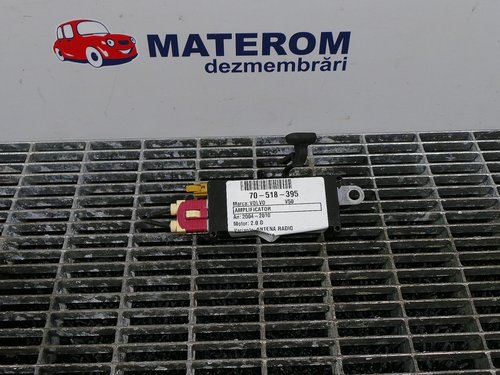 MATEROM
dezmembrări
70-518-395
Marca: VOLVO V50
AMPLIFICATOR
An: 2004-2010
Motor: 2.0 D
ANTENA RADIO